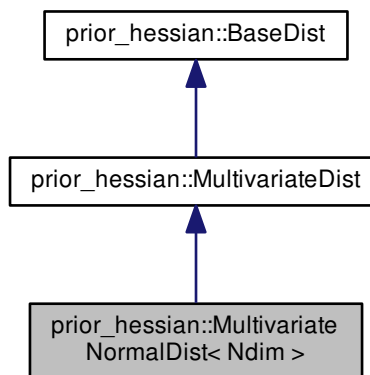 prior_hessian::BaseDist
prior_hessian::MultivariateDist
prior_hessian::Multivariate
NormalDist< Ndim >